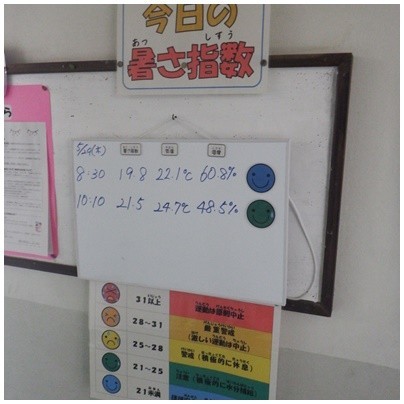 今日の
暑さ指数
あつ しすう
5/24(木)
8:30 19.8 22.1℃ 60.8%
10:10 21.5 24.7℃ 48.5%
31以上 運動は原則中止
28～31 厳重警戒
(激しい運動は中止)
25～28 警戒(積極的に休息)
21～25 注意(積極的に水分補給)
21未満